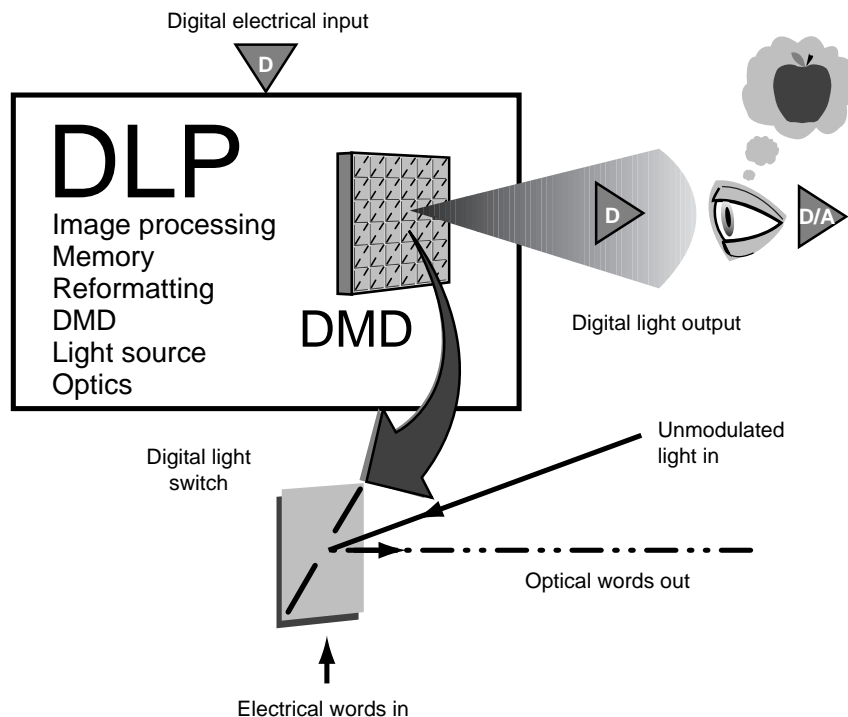 Digital electrical input
D
DLP
Image processing
Memory
Reformatting
DMD
Light source
Optics
DMD
D
D/A
Digital light output
Digital light
switch
Unmodulated
light in
Optical words out
Electrical words in